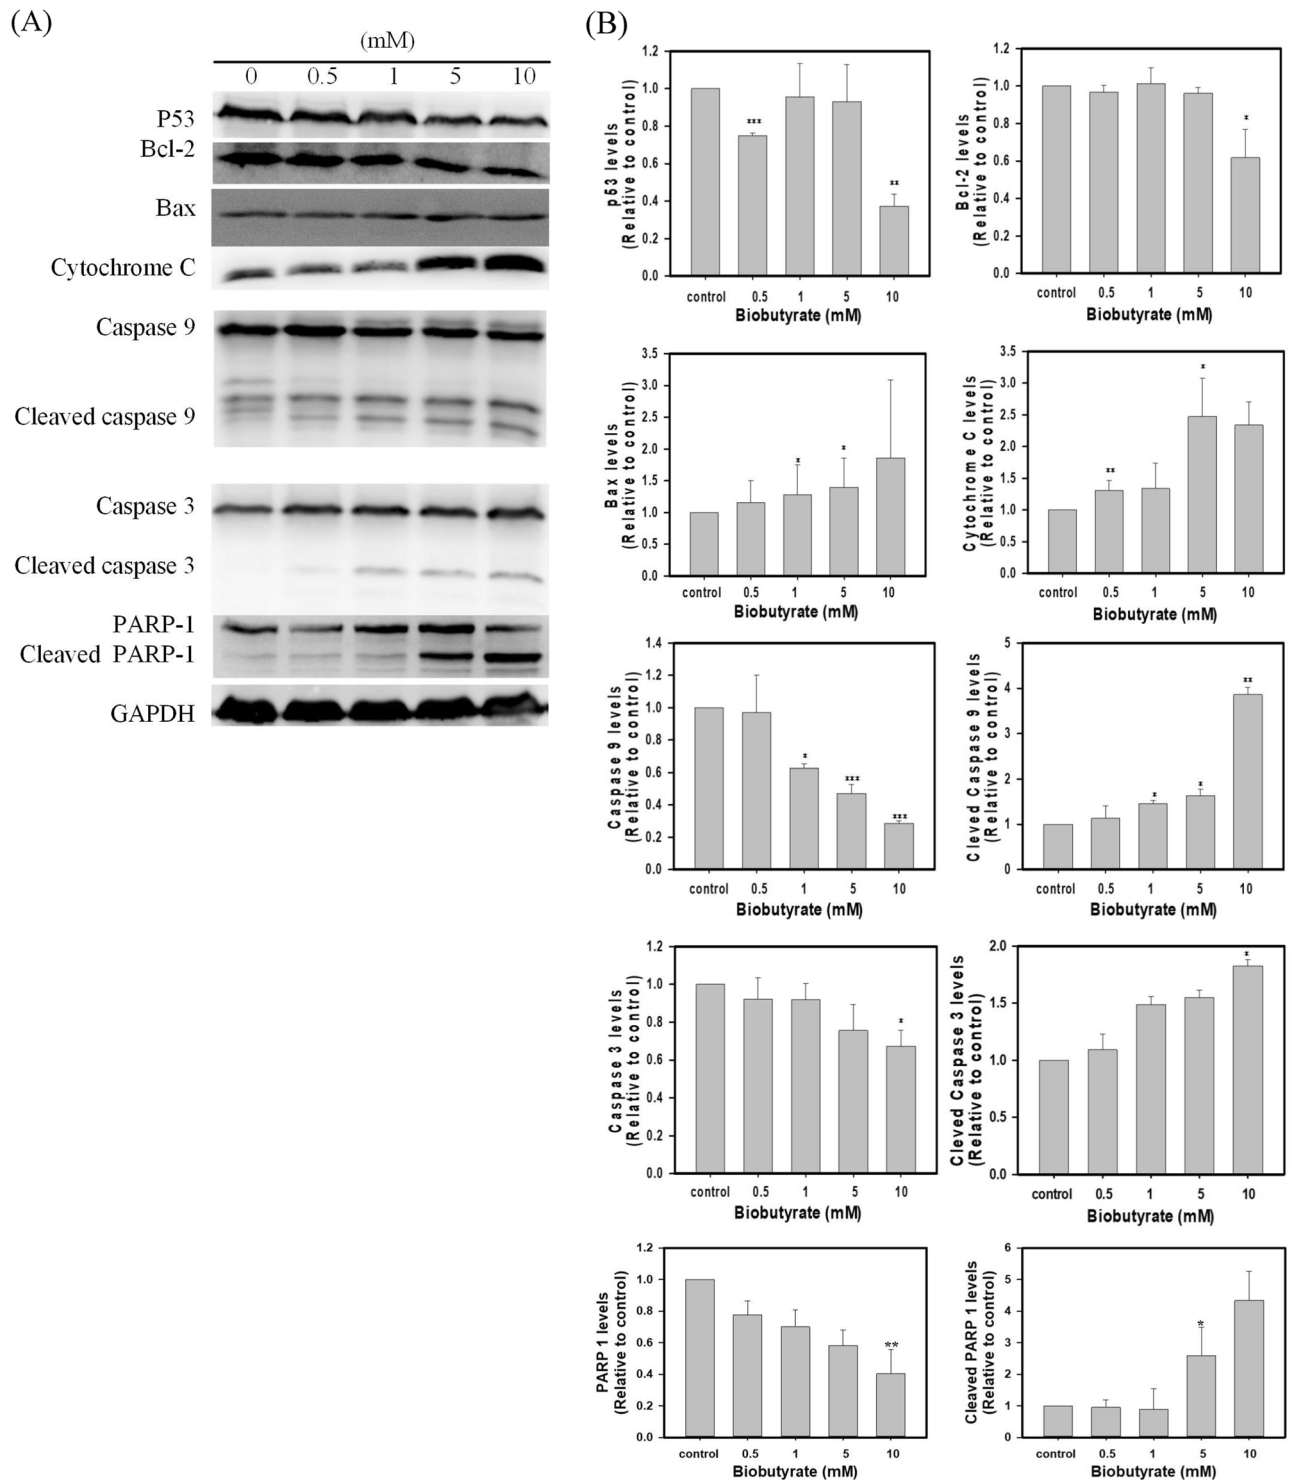 (A)
(mM)
0 0.5 1 5 10
P53
Bcl-2
Bax
Cytochrome C
Caspase 9
Cleaved caspase 9
Caspase 3
Cleaved caspase 3
PARP-1
Cleaved PARP-1
GAPDH
(B)
p53 levels
(Relative to control)
1.2
1.0
0.8
0.6
0.4
0.2
0.0
***
**
control 0.5 1 5 10
Biobutyrate (mM)
Bcl-2 levels
(Relative to control)
1.2
1.0
0.8
0.6
0.4
0.2
0.0
*
control 0.5 1 5 10
Biobutyrate (mM)
Bax levels
(Relative to control)
3.5
3.0
2.5
2.0
1.5
1.0
0.5
0.0
* *
control 0.5 1 5 10
Biobutyrate (mM)
Cytochrome C levels
(Relative to control)
3.5
3.0
2.5
2.0
1.5
1.0
0.5
0.0
**
*
control 0.5 1 5 10
Biobutyrate (mM)
Caspase 9 levels
(Relative to control)
1.4
1.2
1.0
0.8
0.6
0.4
0.2
0.0
*
***
***
control 0.5 1 5 10
Biobutyrate (mM)
Cleved Caspase 9 levels
(Relative to control)
5
4
3
2
1
0
*
*
**
control 0.5 1 5 10
Biobutyrate (mM)
Caspase 3 levels
(Relative to control)
1.2
1.0
0.8
0.6
0.4
0.2
0.0
*
control 0.5 1 5 10
Biobutyrate (mM)
Cleved Caspase 3 levels
(Relative to control)
2.0
1.5
1.0
0.5
0.0
*
control 0.5 1 5 10
Biobutyrate (mM)
PARP 1 levels
(Relative to control)
1.2
1.0
0.8
0.6
0.4
0.2
0.0
**
control 0.5 1 5 10
Biobutyrate (mM)
Cleaved PARP 1 levels
(Relative to control)
6
5
4
3
2
1
0
*
control 0.5 1 5 10
Biobutyrate (mM)